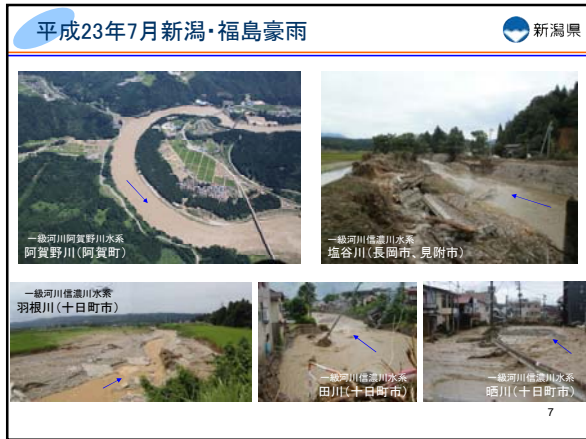 平成23年7月新潟・福島豪雨
新潟県
一級河川阿賀野川水系
阿賀野川(阿賀町)
一級河川信濃川水系
塩谷川(長岡市、見附市)
一級河川信濃川水系
羽根川(十日町市)
一級河川信濃川水系
田川(十日町市)
一級河川信濃川水系
晒川(十日町市)
7